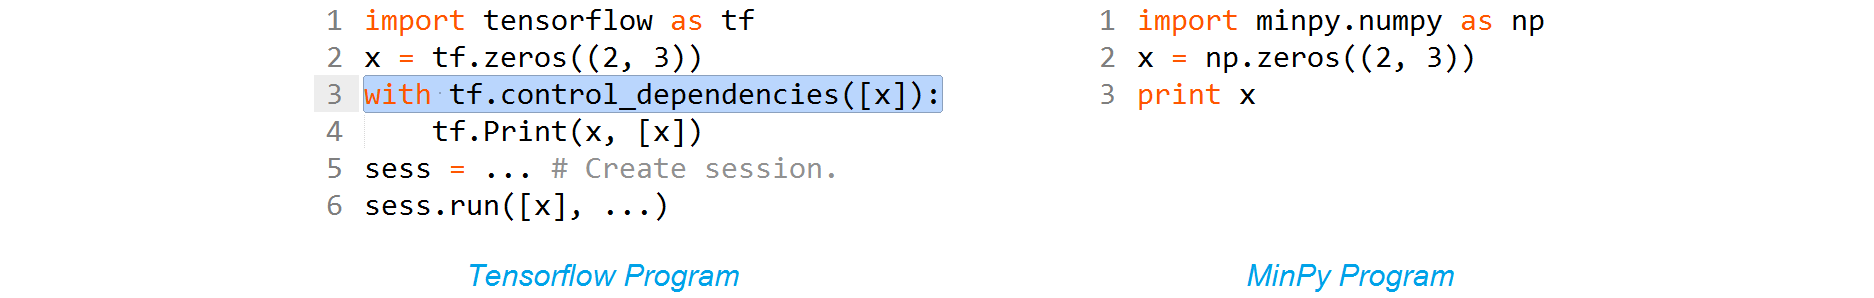 1 import tensorflow as tf
2 x = tf.zeros((2, 3))
3 with tf.control_dependencies([x]):
4     tf.Print(x, [x])
5 sess = ... # Create session.
6 sess.run([x], ...)
Tensorflow Program
1 import minpy.numpy as np
2 x = np.zeros((2, 3))
3 print x
MinPy Program